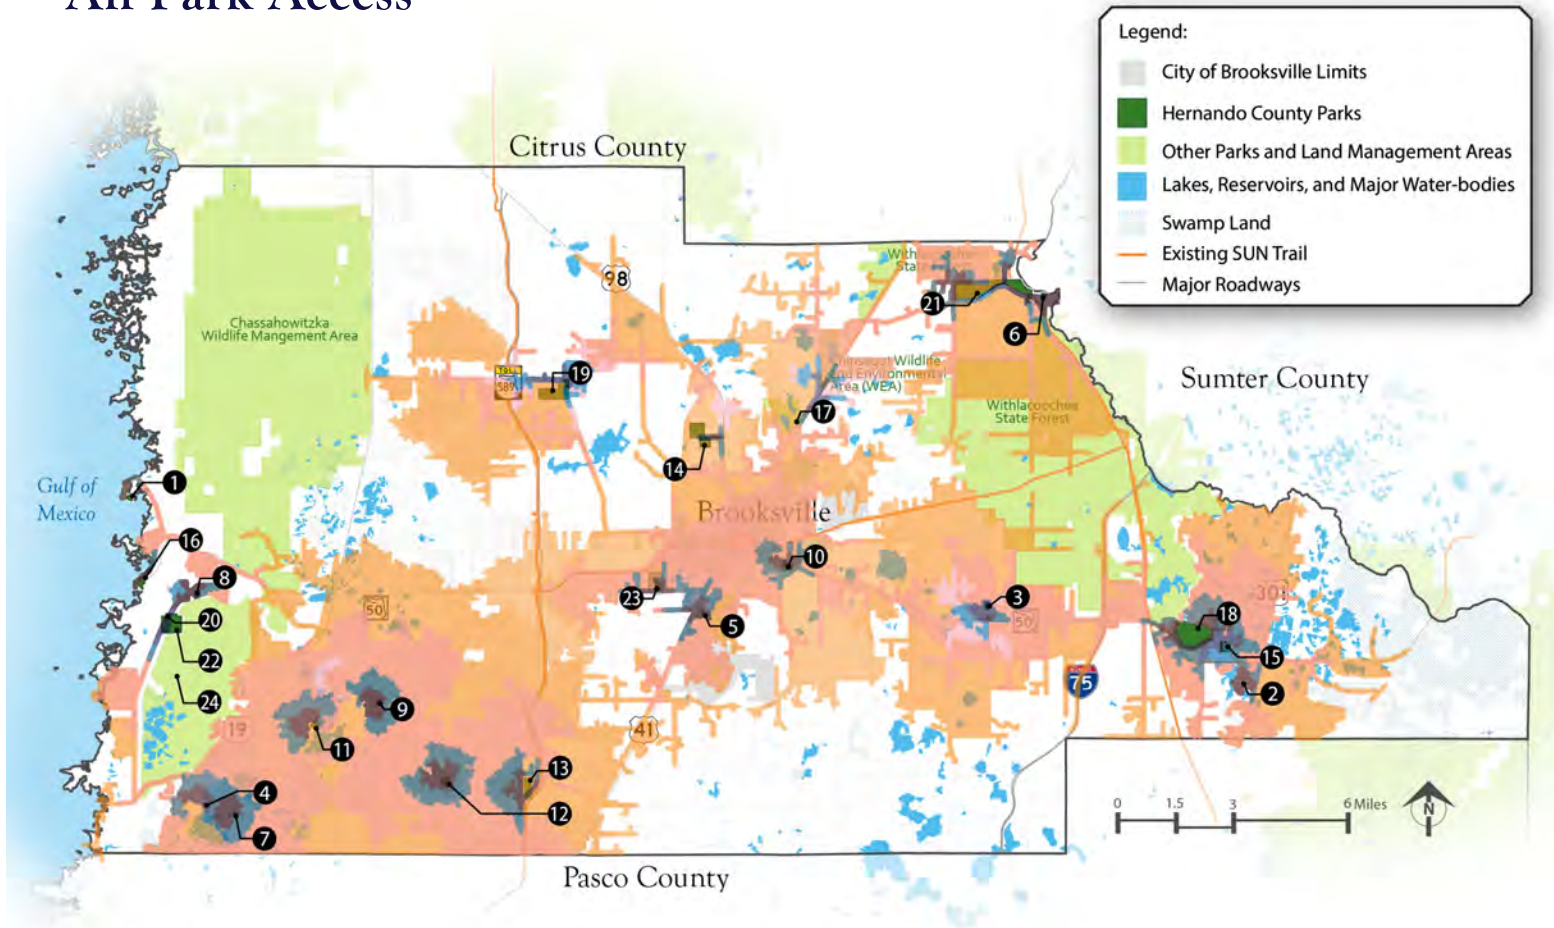 All Park Access
Legend:
City of Brooksville Limits
Hernando County Parks
Other Parks and Land Management Areas
Lakes, Reservoirs, and Major Water-bodies
Swamp Land
Existing SUN Trail
Major Roadways
Citrus County
98
21
6
Chassahowitzka
Wildlife Mangement Area
TOLL
589
19
Wildlife
and Environmental
Area (WEA)
Sumter County
17
Withlacoochee
State Forest
14
Gulf of
Mexico
1
Brooksville
16
10
8
50
23
3
301
20
5
50
18
22
15
75
2
24
9
19
11
41
13
4
12
7
0
1.5
3
6 Miles
N
Pasco County